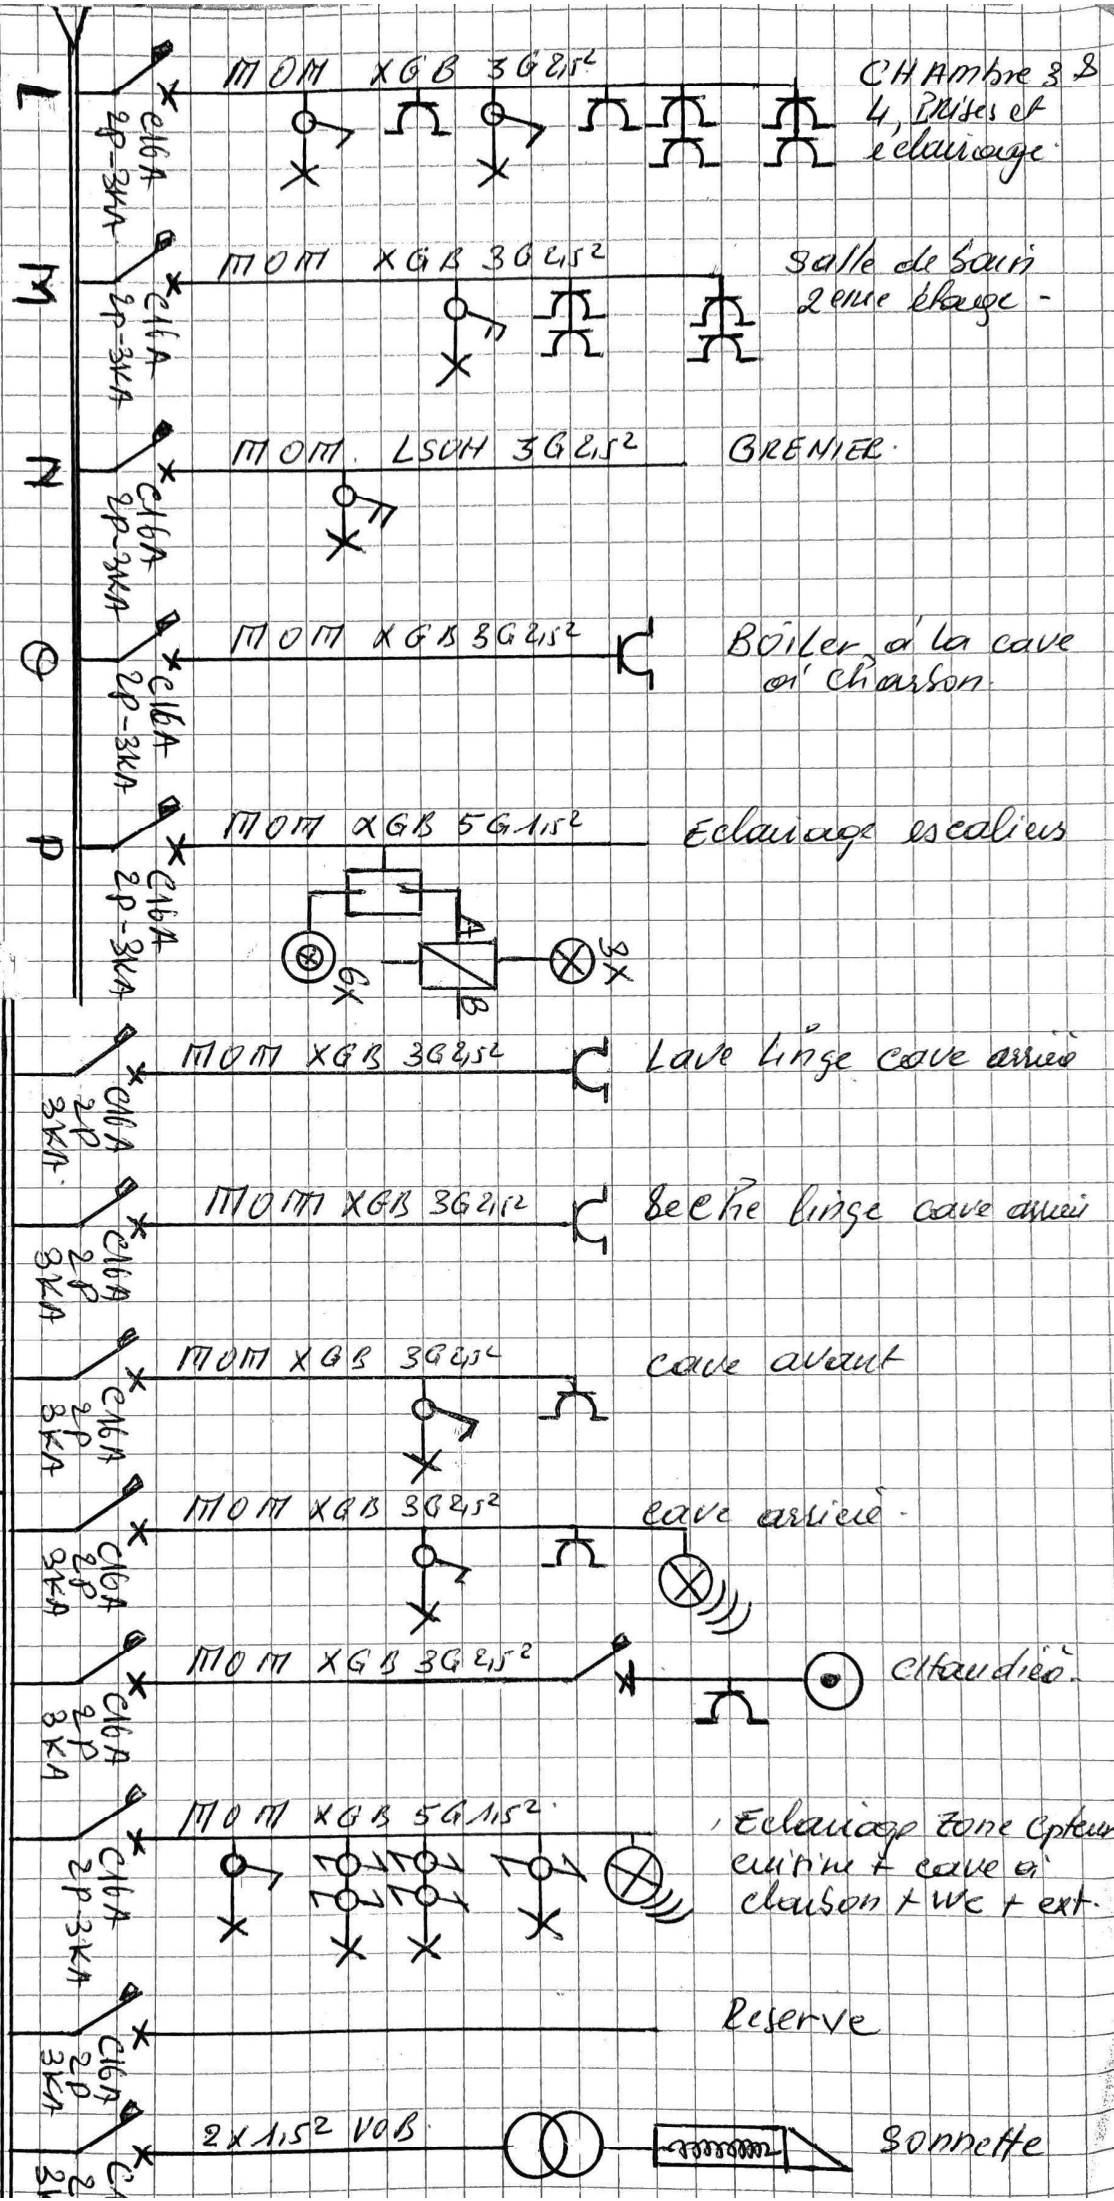 L
C16A
2P-3KA
MOM XGB 3G2,5²
CHAmbre 3 &
4, Prises et
éclairage.
M
C16A
2P-3KA
MOM XGB 3G2,5²
Salle de bain
2eme étage -
N
C16A
2P-3KA
MOM. LSOH 3G2,5²
GRENIER.
O
C16A
2P-3KA
MOM XGB 3G2,5²
Boiler à la cave
à charbon.
P
C16A
2P-3KA
MOM XGB 5G1,5²
Eclairage escaliers
A
B
6X
3X
C16A
2P
3KA.
MOM XGB 3G2,5²
Lave linge cave arrière
C16A
2P
3KA
MOM XGB 3G2,5²
Seche linge cave arrière
C16A
2P
3KA
MOM XGB 3G2,5²
cave avant
C16A
2P
3KA
MOM XGB 3G2,5²
cave arrière.
C16A
2P
3KA
MOM XGB 3G2,5²
chaudière.
C16A
2P-3KA
MOM XGB 5G1,5²
Eclairage zone
cuisine + cave à
charbon + WC + ext.
C16A
2P
3KA
Reserve
2X1,5² VOB.
Sonnette